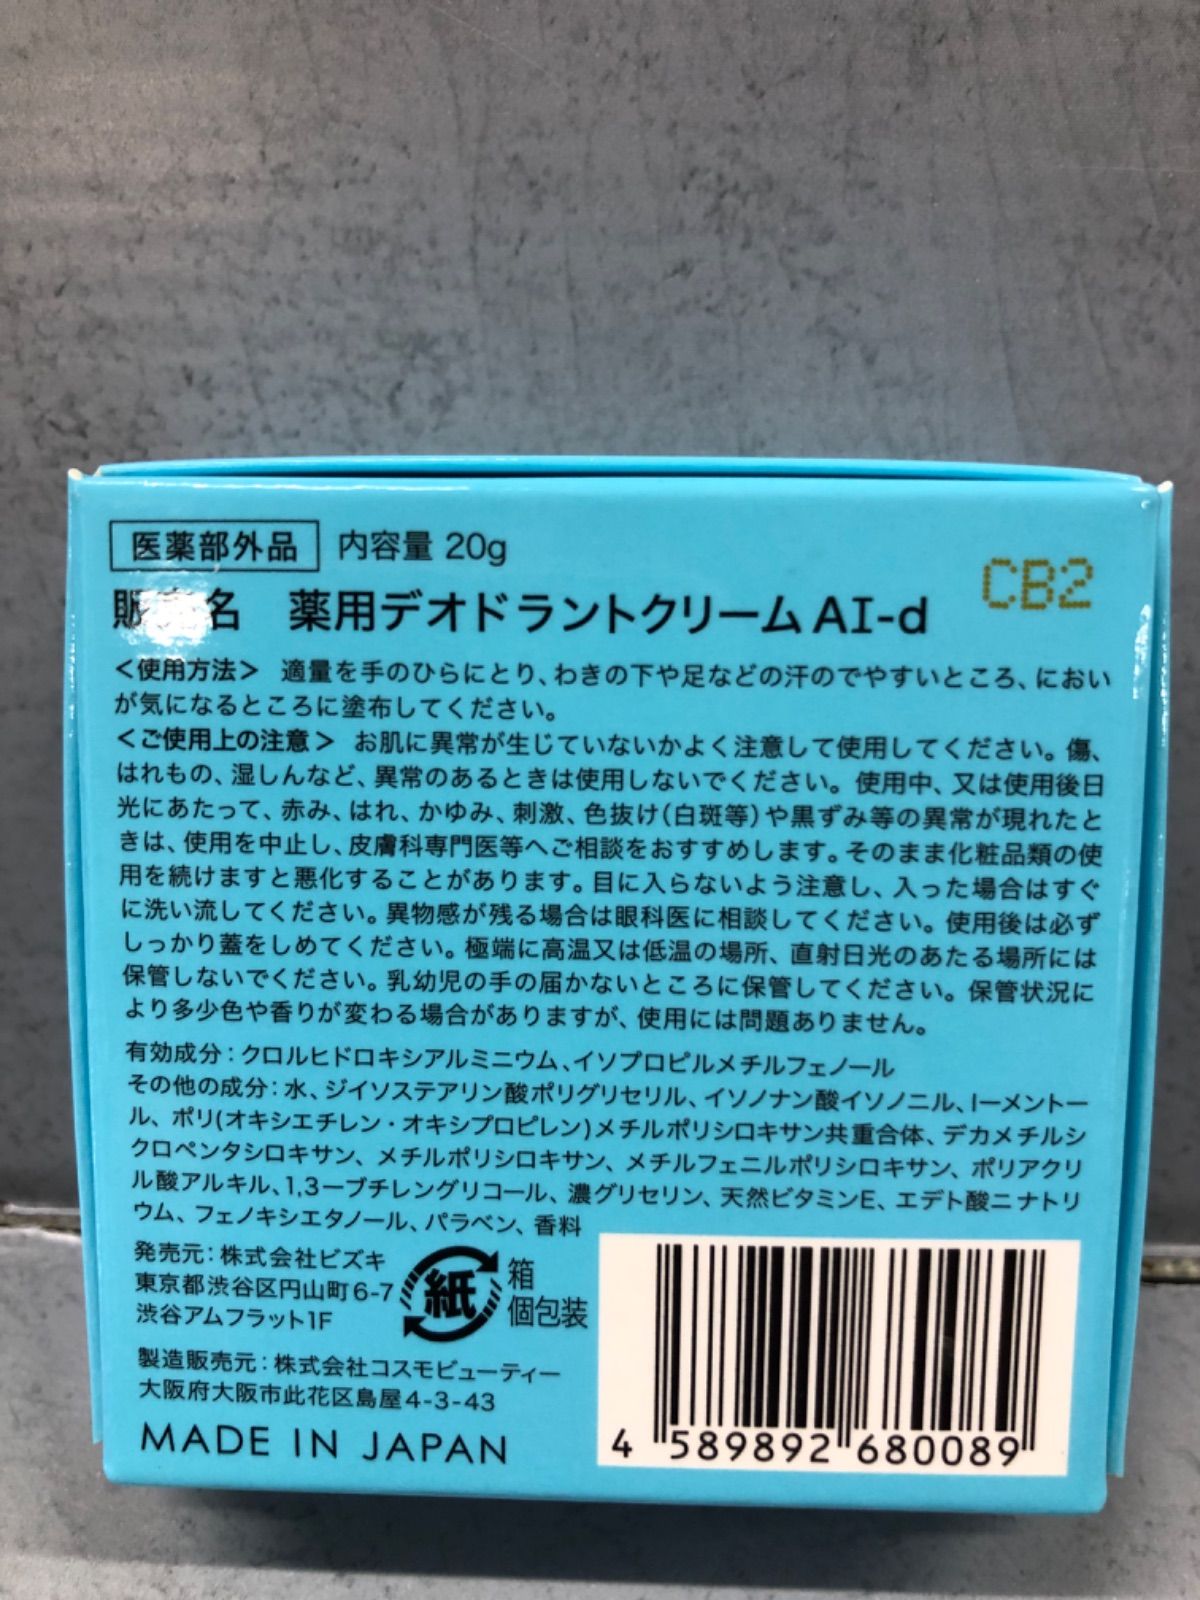 医薬部外品 内容量 20g
CB2
販売名 薬用デオドラントクリームAI-d
<使用方法> 適量を手のひらにとり、わきの下や足などの汗のでやすいところ、におい
が気になるところに塗布してください。
<ご使用上の注意> お肌に異常が生じていないかよく注意して使用してください。傷、
はれもの、湿しんなど、異常のあるときは使用しないでください。使用中、又は使用後日
光にあたって、赤み、はれ、かゆみ、刺激、色抜け(白斑等)や黒ずみ等の異常が現れたと
きは、使用を中止し、皮膚科専門医等へご相談をおすすめします。そのまま化粧品類の使
用を続けますと悪化することがあります。目に入らないよう注意し、入った場合はすぐ
に洗い流してください。異物感が残る場合は眼科医に相談してください。使用後は必ず
しっかり蓋をしめてください。極端に高温又は低温の場所、直射日光のあたる場所には
保管しないでください。乳幼児の手の届かないところに保管してください。保管状況に
より多少色や香りが変わる場合がありますが、使用には問題ありません。
有効成分:クロルヒドロキシアルミニウム、イソプロピルメチルフェノール
その他の成分:水、ジイソステアリン酸ポリグリセリル、イソノナン酸イソノニル、l-メントー
ル、ポリ(オキシエチレン・オキシプロピレン)メチルポリシロキサン共重合体、デカメチルシ
クロペンタシロキサン、メチルポリシロキサン、メチルフェニルポリシロキサン、ポリアクリ
ル酸アルキル、1,3-ブチレングリコール、濃グリセリン、天然ビタミンE、エデト酸ニナトリ
ウム、フェノキシエタノール、パラベン、香料
発売元:株式会社ビズキ
東京都渋谷区円山町6-7
渋谷アムフラット1F
紙
箱
個包装
製造販売元:株式会社コスモビューティー
大阪府大阪市此花区島屋4-3-43
MADE IN JAPAN
4 589892 680089